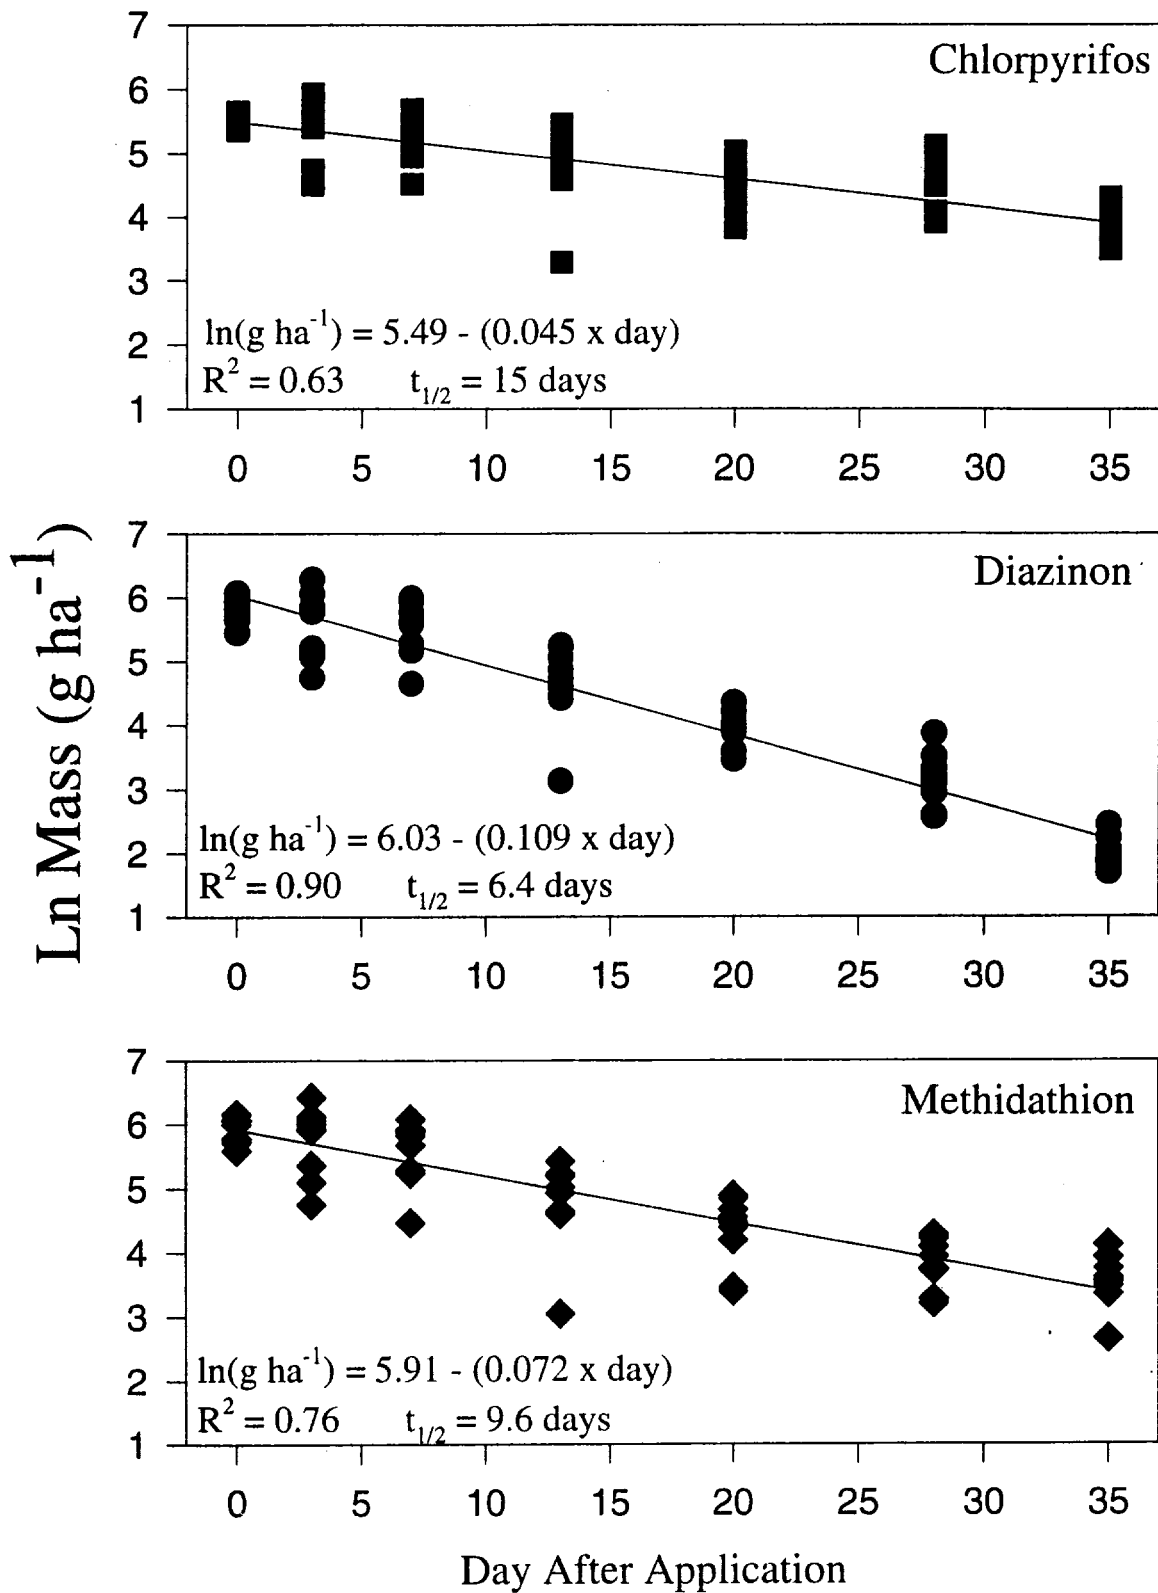 Ln Mass (g ha⁻¹)
7
6
5
4
3
2
1
Chlorpyrifos
ln(g ha⁻¹) = 5.49 - (0.045 x day)
R² = 0.63 t₁/₂ = 15 days
0 5 10 15 20 25 30 35
7
6
5
4
3
2
1
Diazinon
ln(g ha⁻¹) = 6.03 - (0.109 x day)
R² = 0.90 t₁/₂ = 6.4 days
0 5 10 15 20 25 30 35
7
6
5
4
3
2
1
Methidathion
ln(g ha⁻¹) = 5.91 - (0.072 x day)
R² = 0.76 t₁/₂ = 9.6 days
0 5 10 15 20 25 30 35
Day After Application